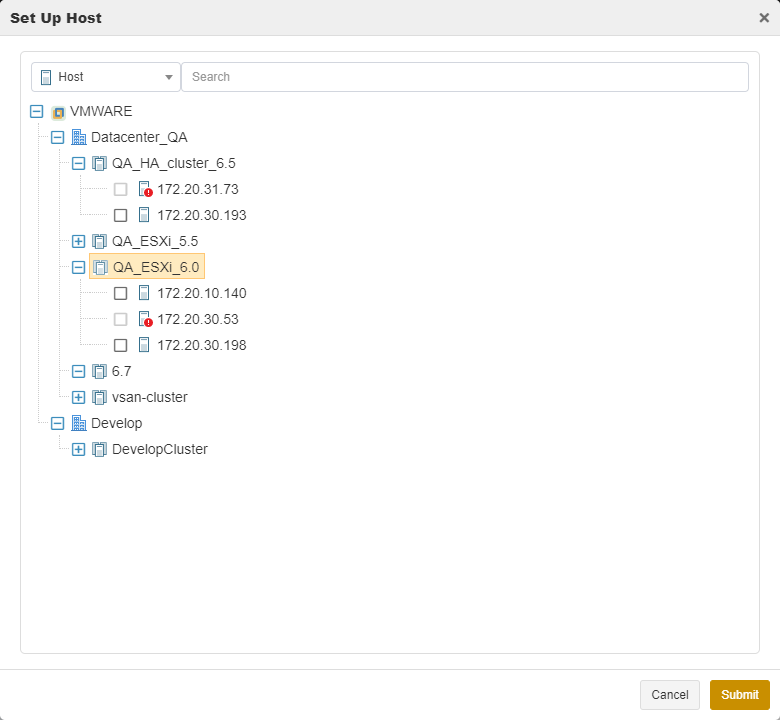 Set Up Host
Host
Search
VMWARE
Datacenter_QA
QA_HA_cluster_6.5
172.20.31.73
172.20.30.193
QA_ESXi_5.5
QA_ESXi_6.0
172.20.10.140
172.20.30.53
172.20.30.198
6.7
vsan-cluster
Develop
DevelopCluster
Cancel Submit